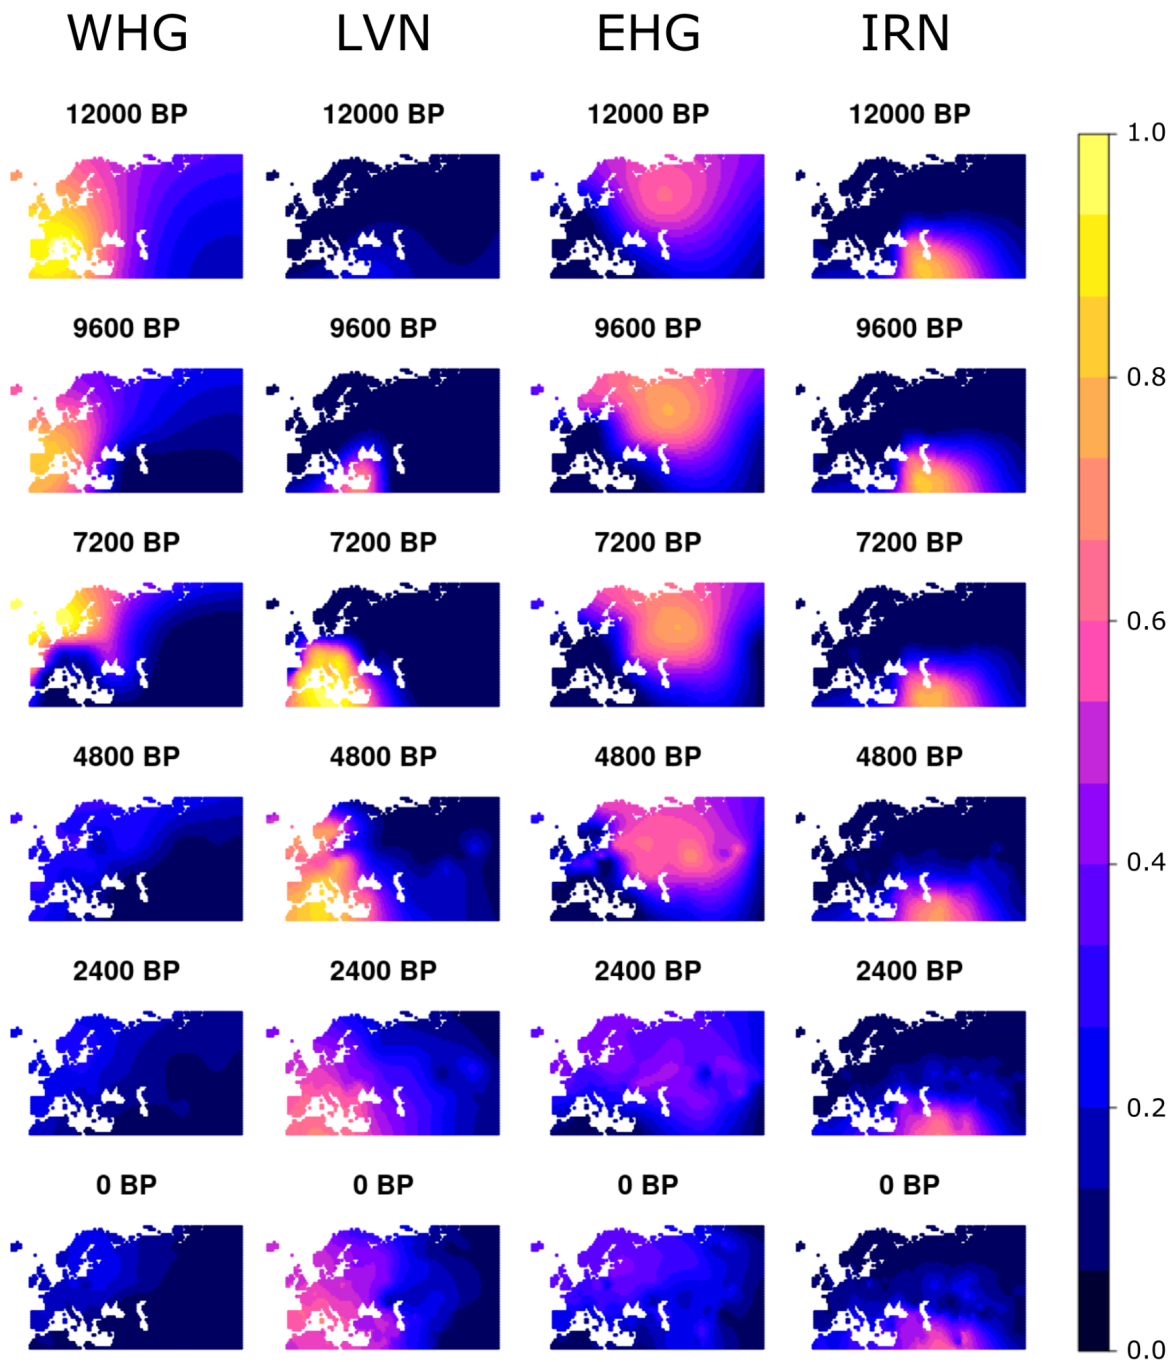 WHG LVN EHG IRN
12000 BP 12000 BP 12000 BP 12000 BP
1.0
9600 BP 9600 BP 9600 BP 9600 BP
0.8
7200 BP 7200 BP 7200 BP 7200 BP
0.6
4800 BP 4800 BP 4800 BP 4800 BP
0.4
2400 BP 2400 BP 2400 BP 2400 BP
0.2
0 BP 0 BP 0 BP 0 BP
0.0